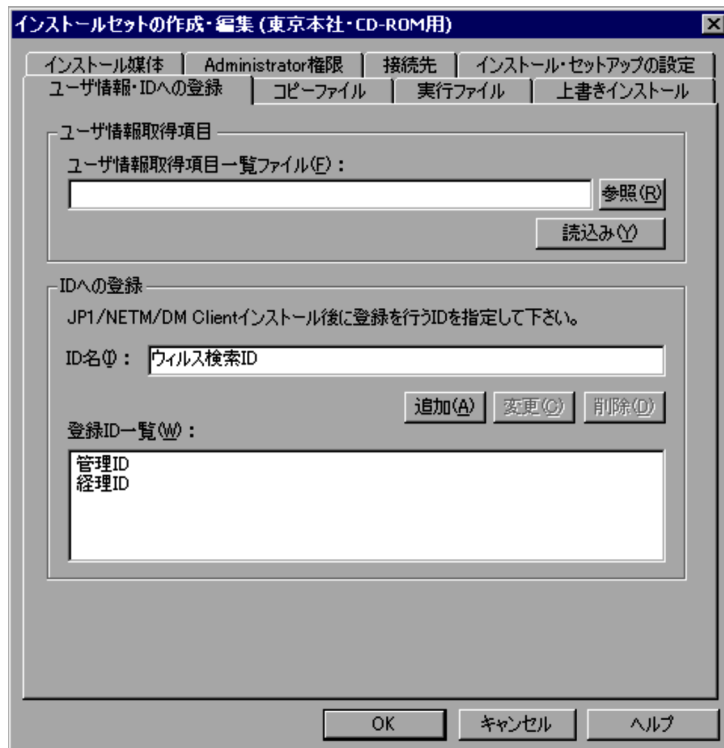 インストールセットの作成・編集(東京本社・CD-ROM用)
インストール媒体 Administrator権限 接続先 インストール・セットアップの設定
ユーザ情報・IDへの登録 コピーファイル 実行ファイル 上書きインストール
ユーザ情報取得項目
ユーザ情報取得項目一覧ファイル(F):
参照(R)
読込み(Y)
IDへの登録
JP1/NETM/DM Clientインストール後に登録を行うIDを指定して下さい。
ID名(I): ウィルス検索ID
追加(A) 変更(C) 削除(D)
登録ID一覧(W):
管理ID
経理ID
OK キャンセル ヘルプ